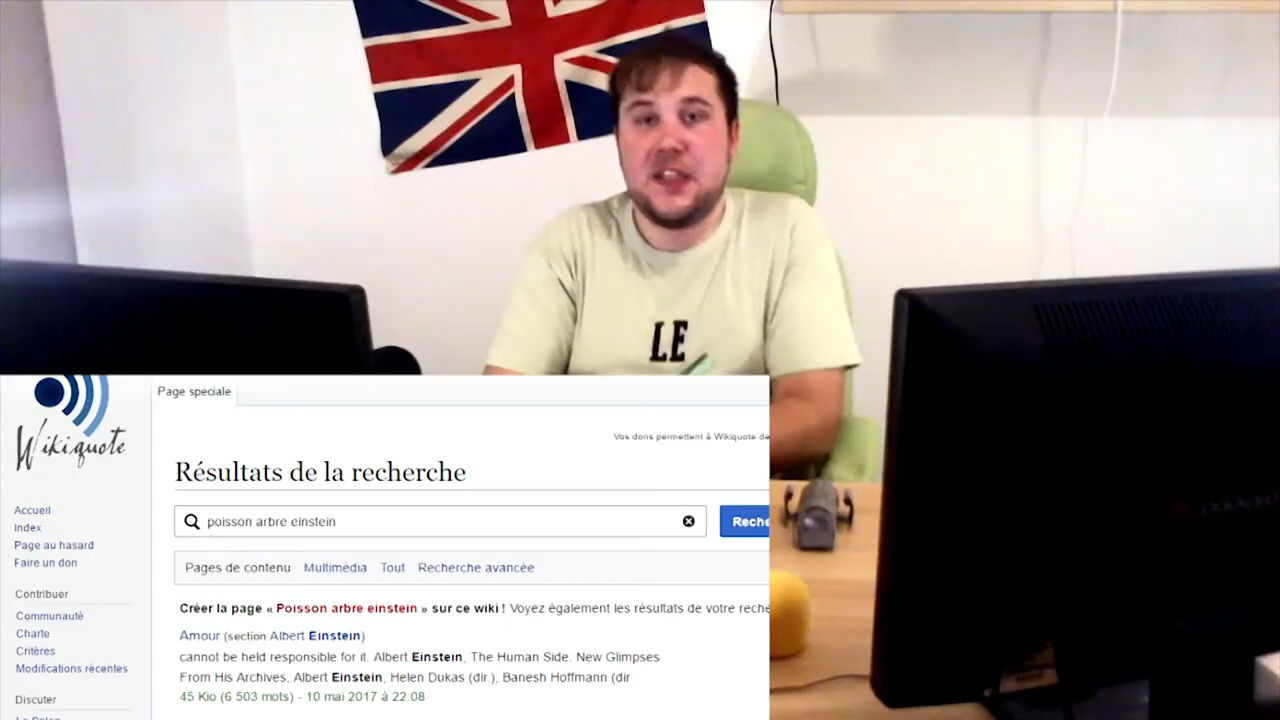 LE
Wikiquote
Page spéciale
Vos dons permettent à Wikiquote
Résultats de la recherche
poisson arbre einstein
Reche
Pages de contenu Multimédia Tout Recherche avancée
Créer la page « Poisson arbre einstein » sur ce wiki ! Voyez également les résultats de votre reche
Amour (section Albert Einstein)
cannot be held responsible for it. Albert Einstein, The Human Side. New Glimpses
From His Archives, Albert Einstein, Helen Dukas (dir.), Banesh Hoffmann (dir
45 Kio (6 503 mots) - 10 mai 2017 à 22:08
Accueil
Index
Page au hasard
Faire un don
Contribuer
Communauté
Charte
Critères
Modifications récentes
Discuter